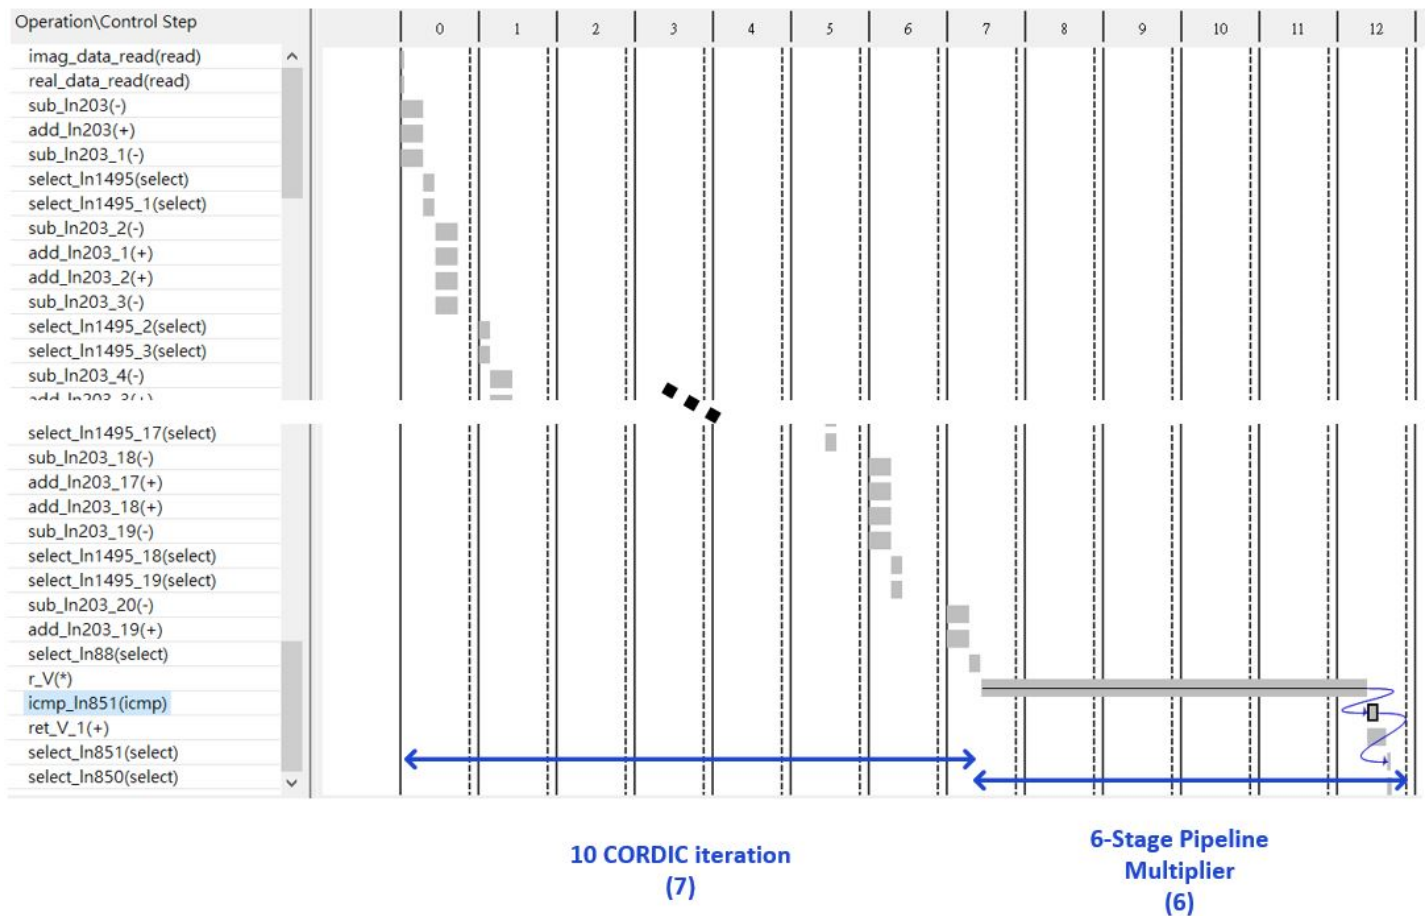 Operation\Control Step
0 1 2 3 4 5 6 7 8 9 10 11 12
imag_data_read(read)
real_data_read(read)
sub_ln203(-)
add_ln203(+)
sub_ln203_1(-)
select_ln1495(select)
select_ln1495_1(select)
sub_ln203_2(-)
add_ln203_1(+)
add_ln203_2(+)
sub_ln203_3(-)
select_ln1495_2(select)
select_ln1495_3(select)
sub_ln203_4(-)
add_ln203_3(+)
select_ln1495_17(select)
sub_ln203_18(-)
add_ln203_17(+)
add_ln203_18(+)
sub_ln203_19(-)
select_ln1495_18(select)
select_ln1495_19(select)
sub_ln203_20(-)
add_ln203_19(+)
select_ln88(select)
r_V(*)
icmp_ln851(icmp)
ret_V_1(+)
select_ln851(select)
select_ln850(select)
10 CORDIC iteration
(7)
6-Stage Pipeline
Multiplier
(6)